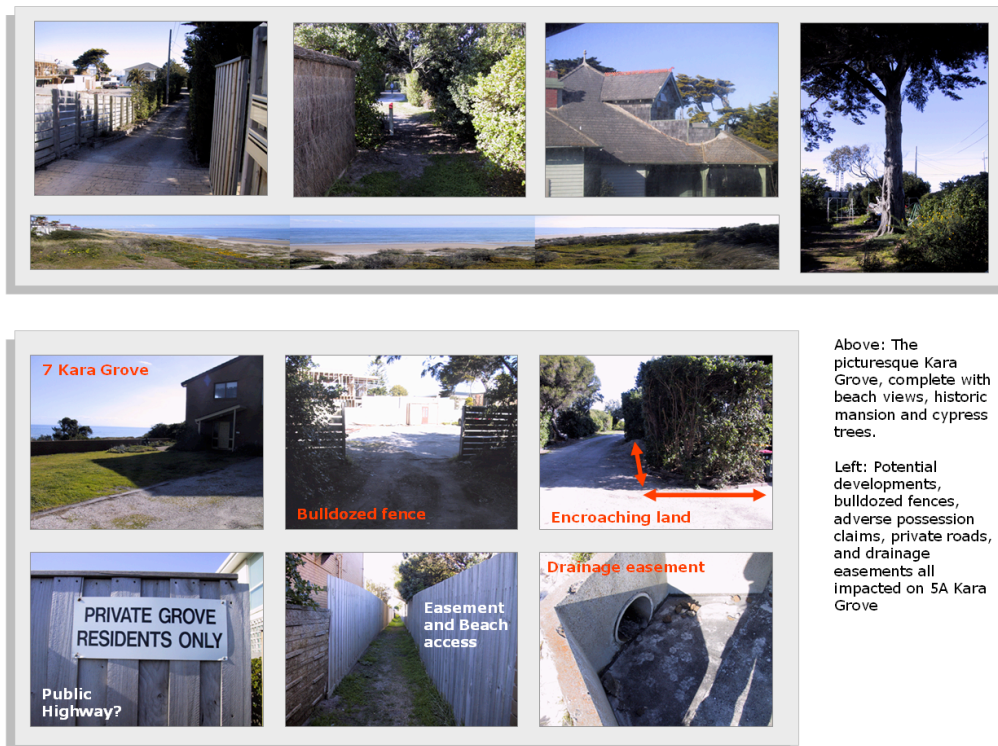 Above: The
picturesque Kara
Grove, complete with
beach views, historic
mansion and cypress
trees.
Left: Potential
developments,
bulldozed fences,
adverse possession
claims, private roads,
and drainage
easements all
impacted on 5A Kara
Grove
7 Kara Grove
Bulldozed fence
Encroaching land
PRIVATE GROVE
RESIDENTS ONLY
Public
Highway?
Easement
and Beach
access
Drainage easement